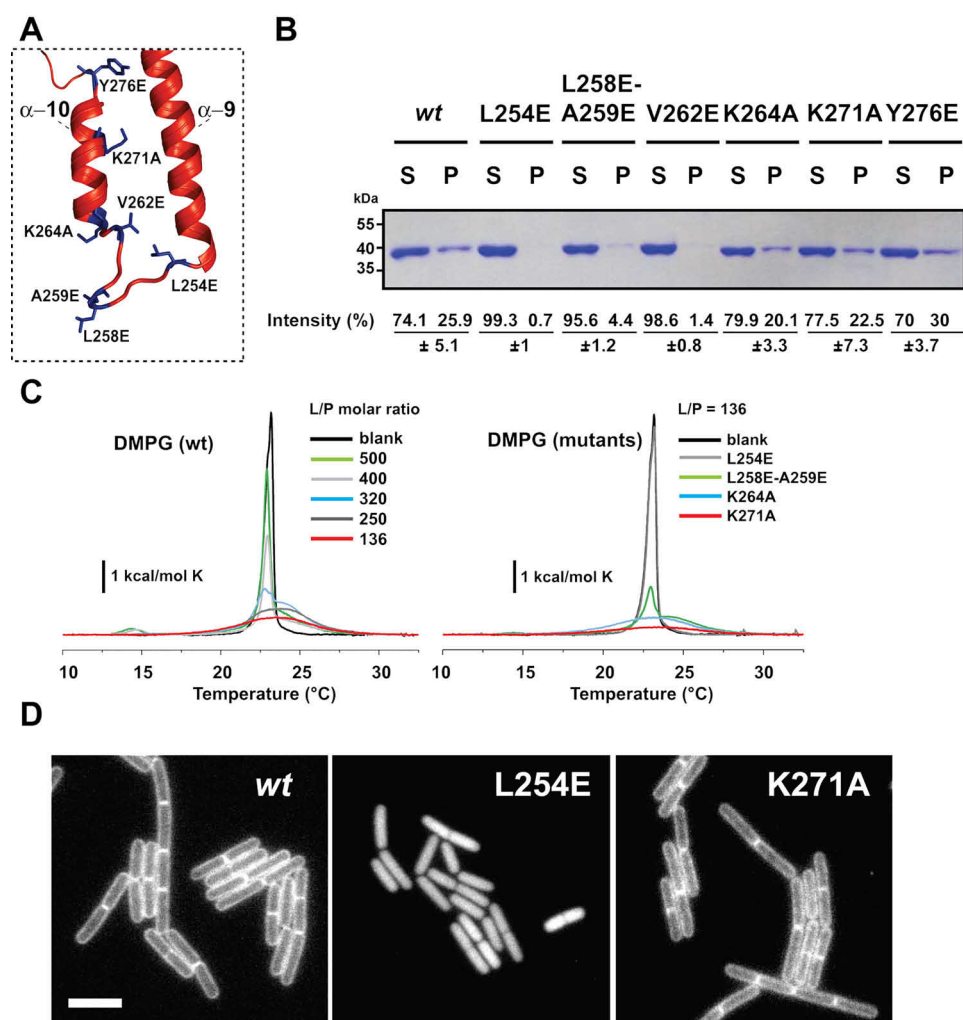 A
Y276E
α–10
α–9
K271A
V262E
K264A
L254E
A259E
L258E
B
wt L254E L258E-A259E V262E K264A K271A Y276E
S P S P S P S P S P S P S P
kDa
55
40
35
Intensity (%) 74.1 25.9 99.3 0.7 95.6 4.4 98.6 1.4 79.9 20.1 77.5 22.5 70 30
± 5.1 ±1 ±1.2 ±0.8 ±3.3 ±7.3 ±3.7
C
L/P molar ratio
DMPG (wt)
blank
500
400
320
250
136
1 kcal/mol K
10 15 20 25 30
Temperature (°C)
L/P = 136
DMPG (mutants)
blank
L254E
L258E-A259E
K264A
K271A
1 kcal/mol K
10 15 20 25 30
Temperature (°C)
D
wt
L254E
K271A